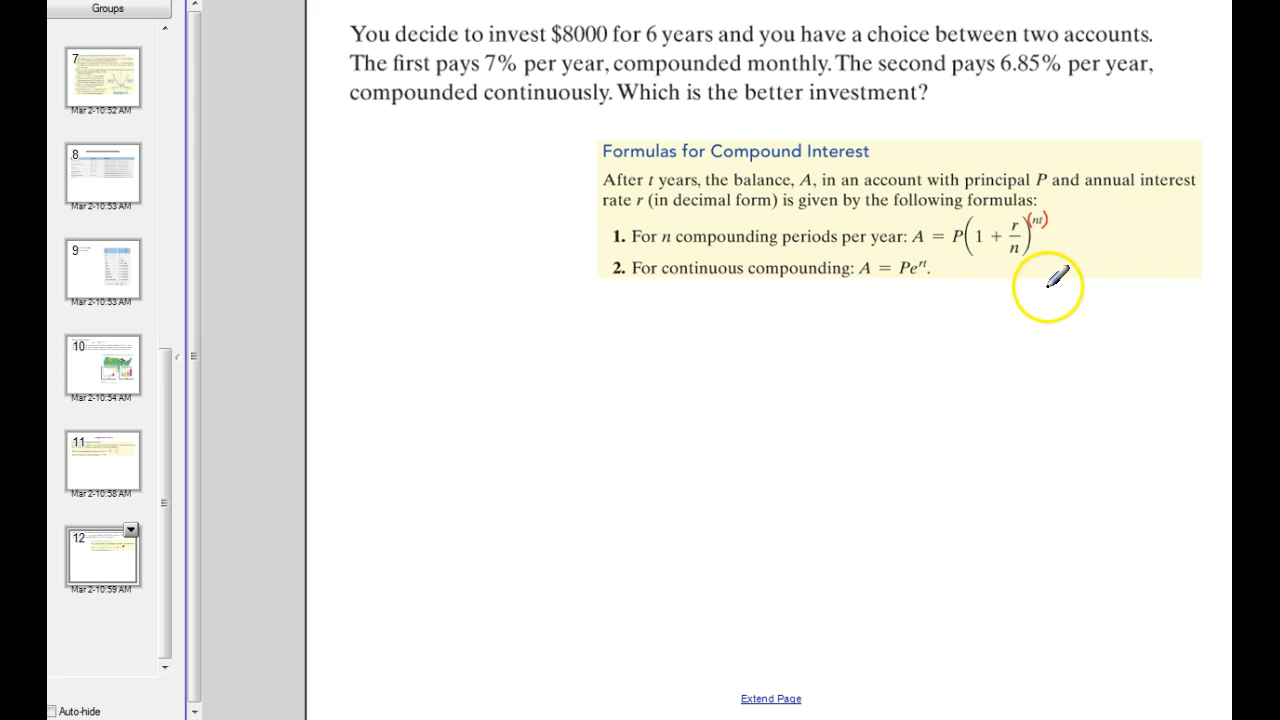 Groups
7
Mar 2-10:52 AM
8
Mar 2-10:53 AM
9
Mar 2-10:53 AM
10
Mar 2-10:54 AM
11
Mar 2-10:58 AM
12
Mar 2-10:59 AM
Auto-hide
You decide to invest $8000 for 6 years and you have a choice between two accounts.
The first pays 7% per year, compounded monthly. The second pays 6.85% per year,
compounded continuously. Which is the better investment?
Formulas for Compound Interest
After t years, the balance, A, in an account with principal P and annual interest
rate r (in decimal form) is given by the following formulas:
1. For n compounding periods per year: A = P(1 + r/n)^(nt)
2. For continuous compounding: A = Pe^rt.
Extend Page